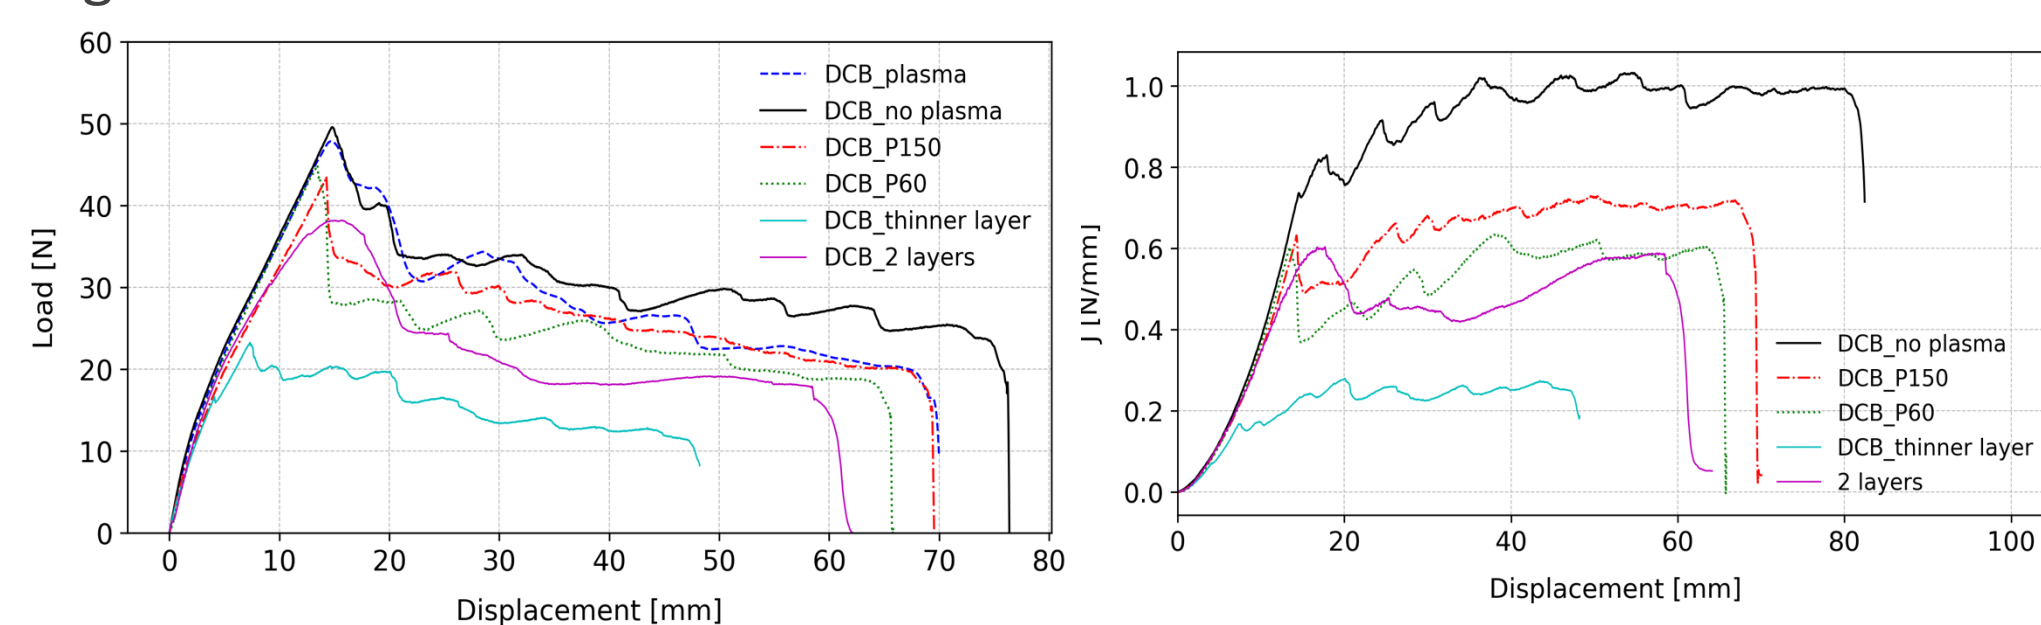 60
50
40
30
20
10
0
Load [N]
0 10 20 30 40 50 60 70 80
Displacement [mm]
DCB_plasma
DCB_no plasma
DCB_P150
DCB_P60
DCB_thinner layer
DCB_2 layers
1.0
0.8
0.6
0.4
0.2
0.0
J [N/mm]
0 20 40 60 80 100
Displacement [mm]
DCB_no plasma
DCB_P150
DCB_P60
DCB_thinner layer
2 layers